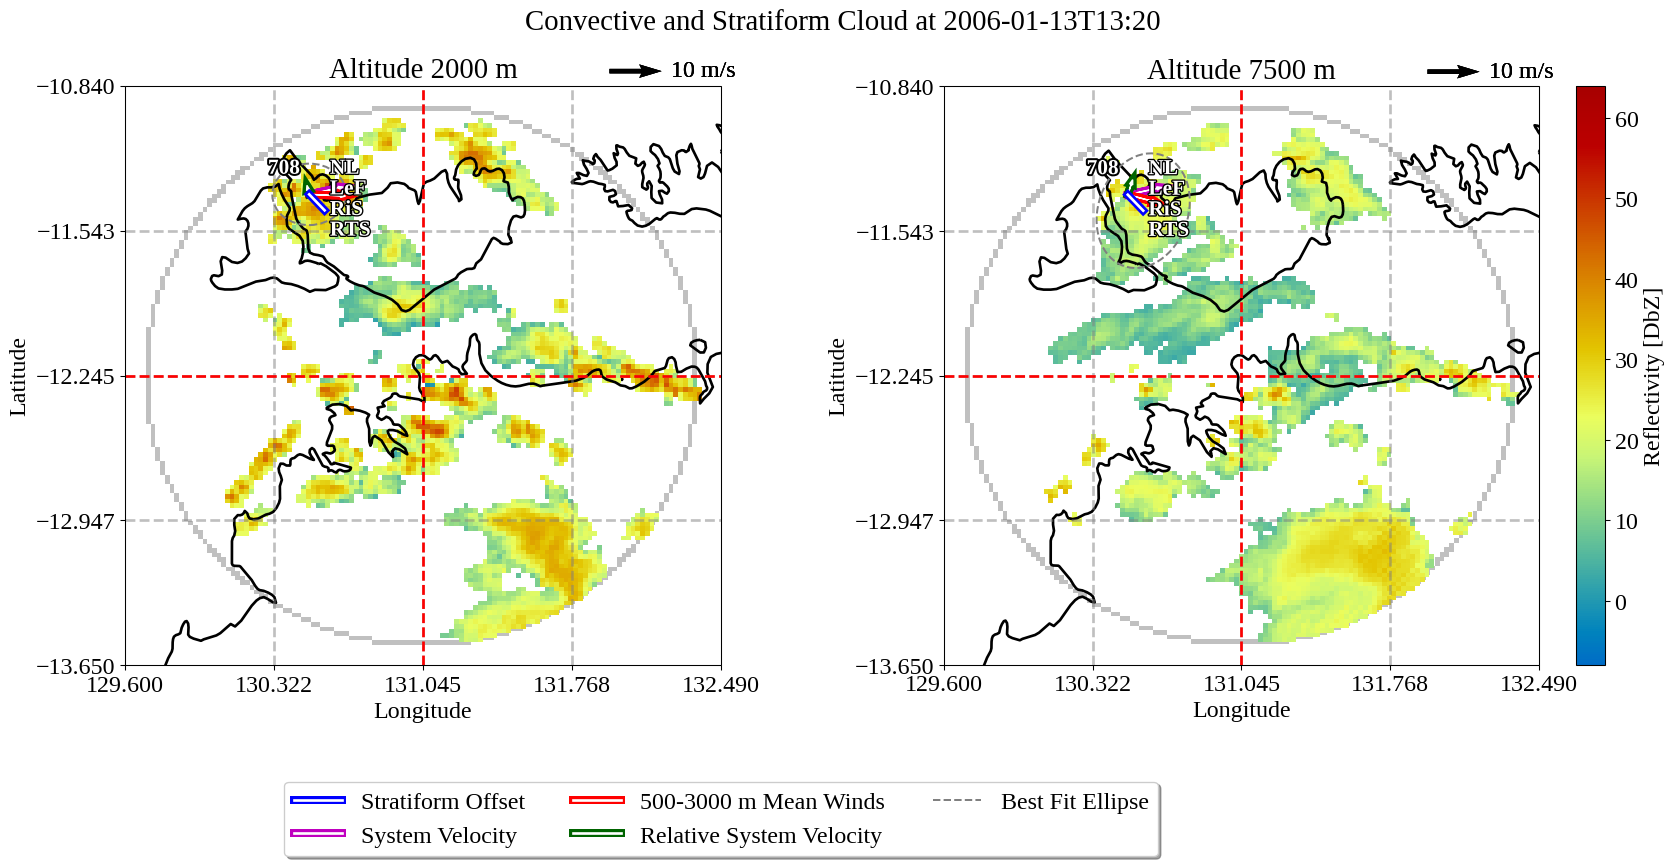 Convective and Stratiform Cloud at 2006-01-13T13:20
Altitude 2000 m
10 m/s
−10.840
−11.543
−12.245
−12.947
−13.650
129.600
130.322
131.045
131.768
132.490
Latitude
Longitude
708
NL
LeF
RiS
RTS
Altitude 7500 m
10 m/s
−10.840
−11.543
−12.245
−12.947
−13.650
129.600
130.322
131.045
131.768
132.490
Latitude
Longitude
708
NL
LeF
RiS
RTS
60
50
40
30
20
10
0
Reflectivity [DbZ]
Stratiform Offset
System Velocity
500-3000 m Mean Winds
Relative System Velocity
Best Fit Ellipse